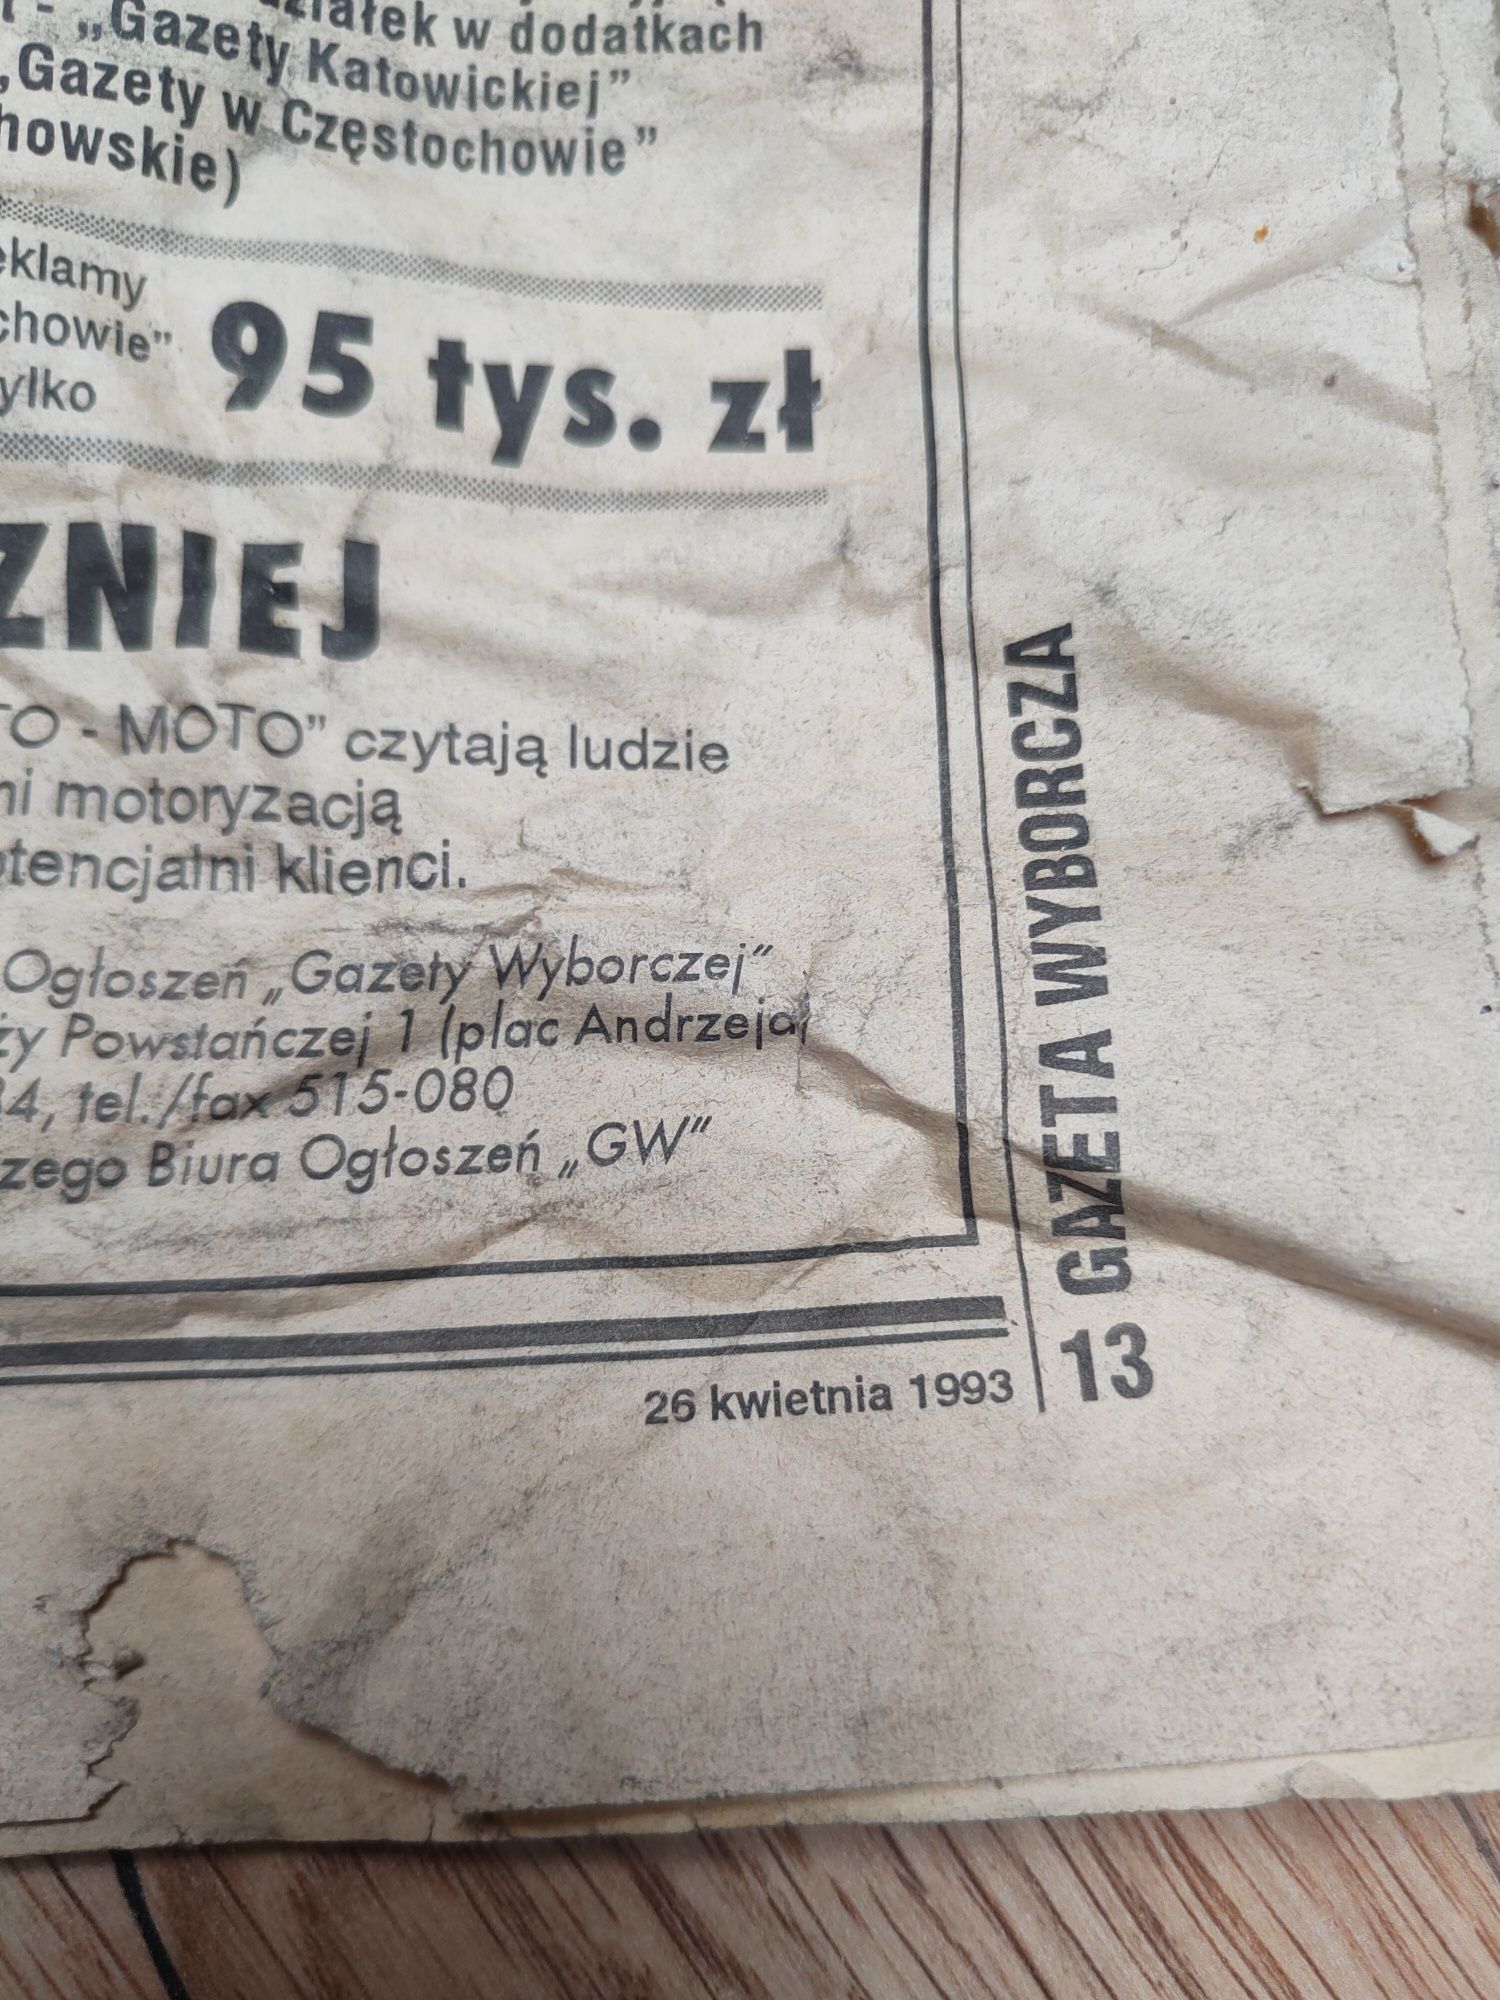 działek w dodatkach
- „Gazety Katowickiej”
„Gazety w Częstochowie”
howskie)
eklamy
chowie”
ylko
95 tys. zł
ZNIEJ
TO - MOTO” czytają ludzie
ni motoryzacją
otencjalni klienci.
Ogłoszeń „Gazety Wyborczej”
ży Powstańczej 1 (plac Andrzeja)
34, tel./fax 515-080
zego Biura Ogłoszeń „GW”
GAZETA WYBORCZA
26 kwietnia 1993
13